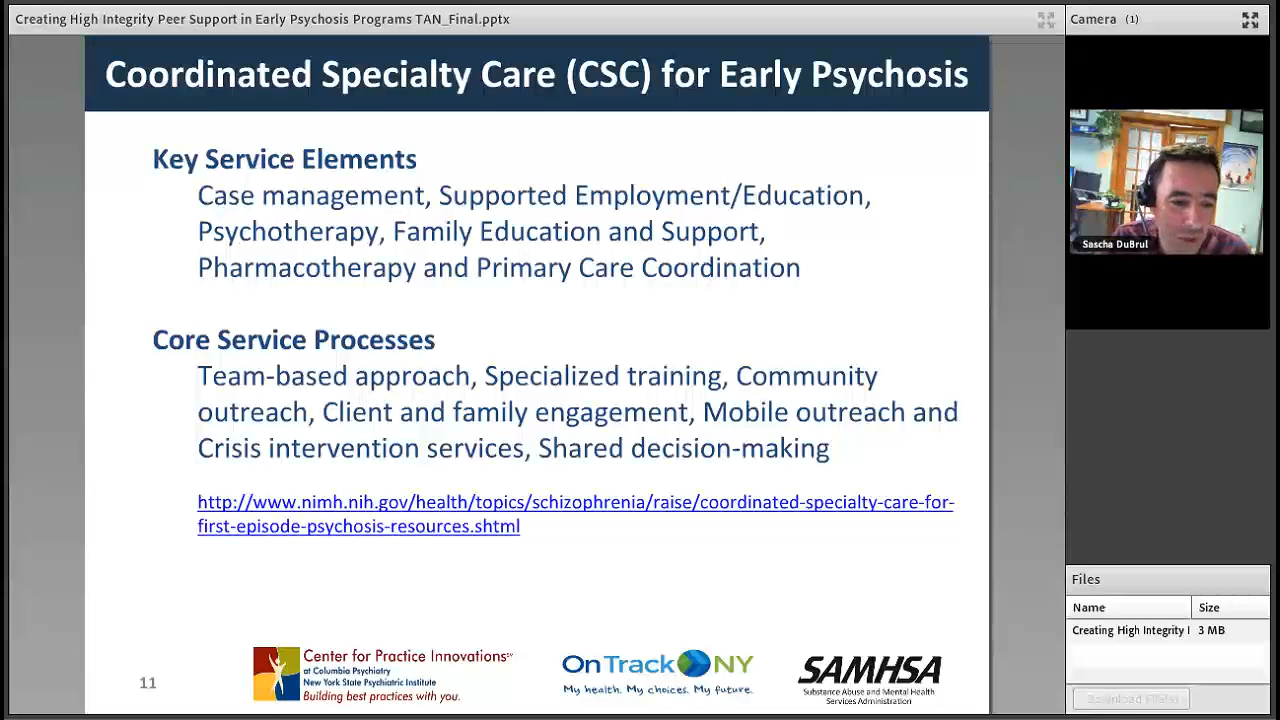 Creating High Integrity Peer Support in Early Psychosis Programs TAN_Final.pptx
Camera (1)
Coordinated Specialty Care (CSC) for Early Psychosis
Key Service Elements
Case management, Supported Employment/Education,
Psychotherapy, Family Education and Support,
Pharmacotherapy and Primary Care Coordination
Core Service Processes
Team-based approach, Specialized training, Community
outreach, Client and family engagement, Mobile outreach and
Crisis intervention services, Shared decision-making
http://www.nimh.nih.gov/health/topics/schizophrenia/raise/coordinated-specialty-care-for-
first-episode-psychosis-resources.shtml
11
Center for Practice Innovations℠
at Columbia Psychiatry
New York State Psychiatric Institute
Building best practices with you.
OnTrackNY
My health. My choices. My future.
SAMHSA
Substance Abuse and Mental Health
Services Administration
Sascha DuBrul
Files
Name Size
Creating High Integrity 3 MB
Download File(s)